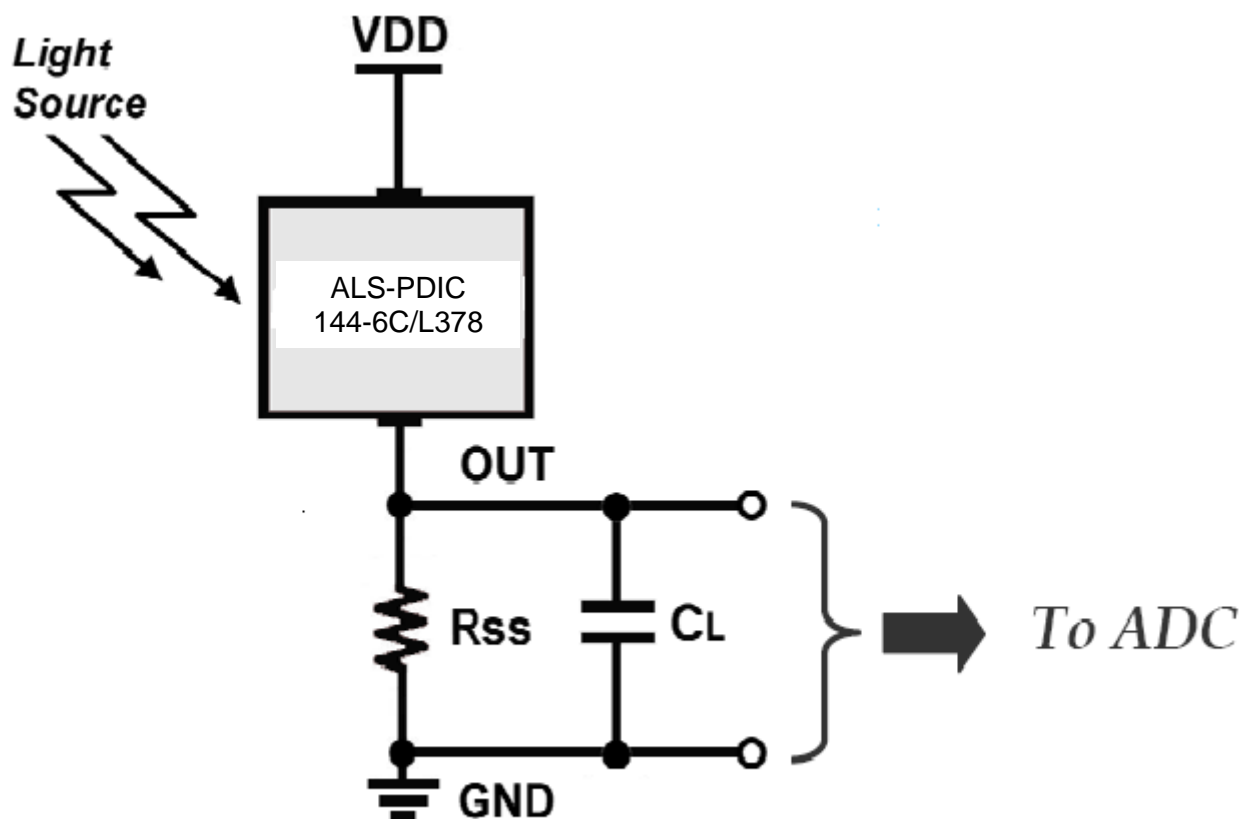 Light
Source
VDD
ALS-PDIC
144-6C/L378
OUT
Rss
CL
To ADC
GND